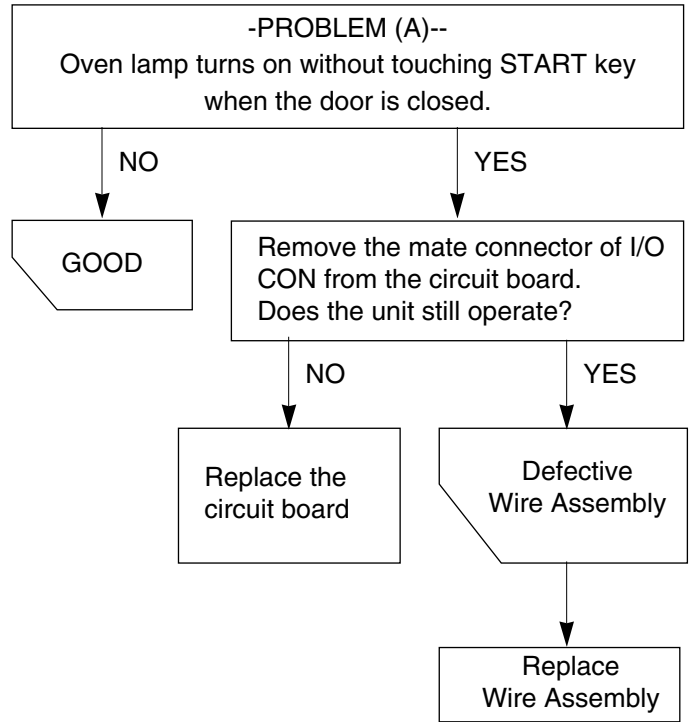 -PROBLEM (A)--
Oven lamp turns on without touching START key
when the door is closed.
NO
YES
GOOD
Remove the mate connector of I/O
CON from the circuit board.
Does the unit still operate?
NO
YES
Replace the
circuit board
Defective
Wire Assembly
Replace
Wire Assembly